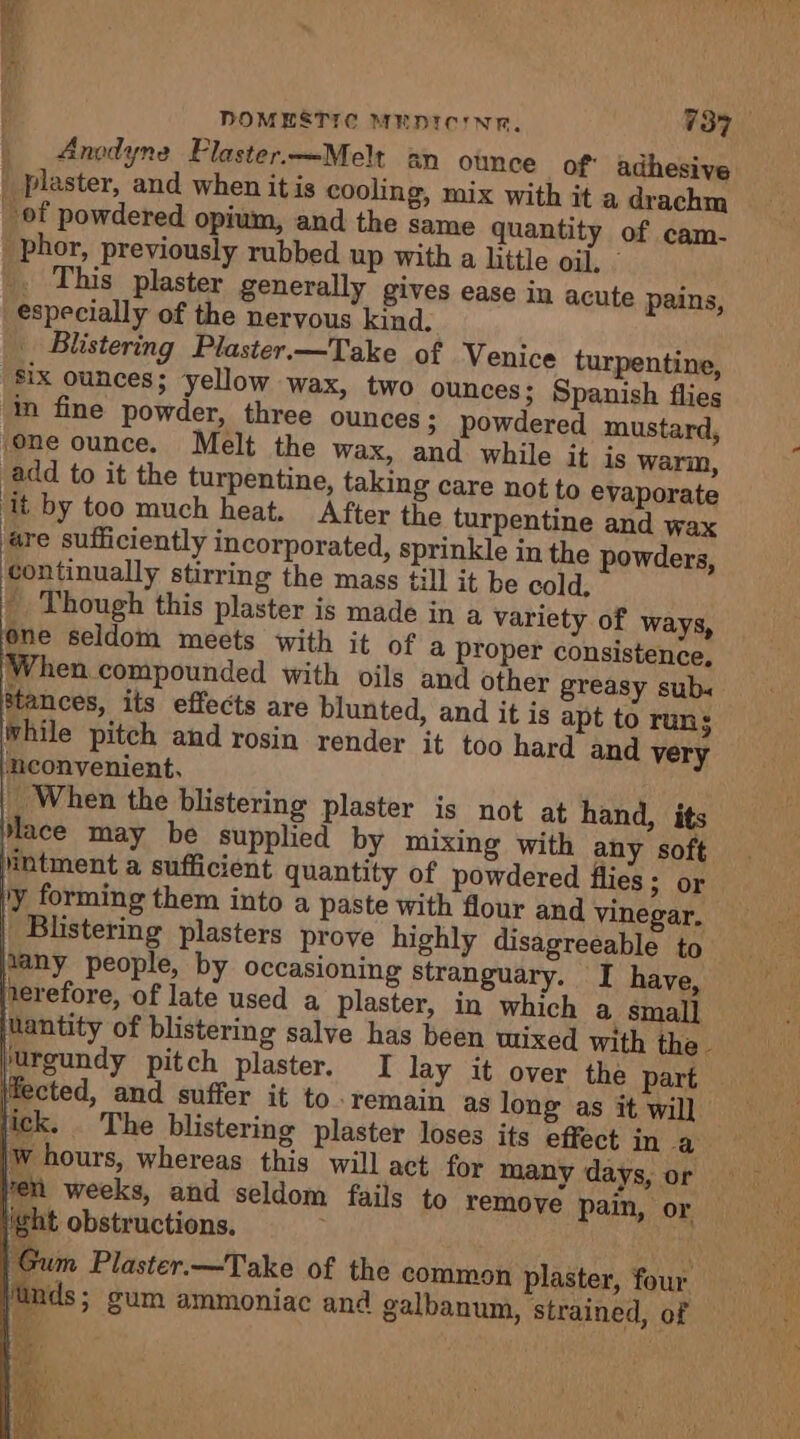 DOMESTIC MEDICINE. 737
Anodyne Plaster.—Melt an ounce of adhesive
plaster, and when it is cooling, mix with it a drachm
of powdered opium, and the same quantity of cam-
phor, previously rubbed up with a little oil.
This plaster generally gives ease in acute pains,
especially of the nervous kind.
Blistering Plaster.—Take of Venice turpentine,
six ounces; yellow wax, two ounces; Spanish flies
in fine powder, three ounces; powdered mustard,
one ounce. Melt the wax, and while it is warm,
add to it the turpentine, taking care not to evaporate
it by too much heat. After the turpentine and wax
are sufficiently incorporated, sprinkle in the powders,
continually stirring the mass till it be cold.
Though this plaster is made in a variety of ways,
one seldom meets with it of a proper consistence.
When compounded with oils and other greasy sub-
stances, its effects are blunted, and it is apt to run;
while pitch and rosin render it too hard and very
nconvenient.
When the blistering plaster is not at hand, its
place may be supplied by mixing with any soft
intment a sufficient quantity of powdered flies; or
y forming them into a paste with flour and vinegar.
Blistering plasters prove highly disagreeable to
any people, by occasioning stranguary. I have,
erefore, of late used a plaster, in which a small
uantity of blistering salve has been mixed with the
urgundy pitch plaster. I lay it over the part
fected, and suffer it to remain as long as it will
ick. The blistering plaster loses its effect in a
w hours, whereas this will act for many days, or
en weeks, and seldom fails to remove pain, or
ight obstructions.
Gum Plaster.—Take of the common plaster, four
unds; gum ammoniac and galbanum, strained, of